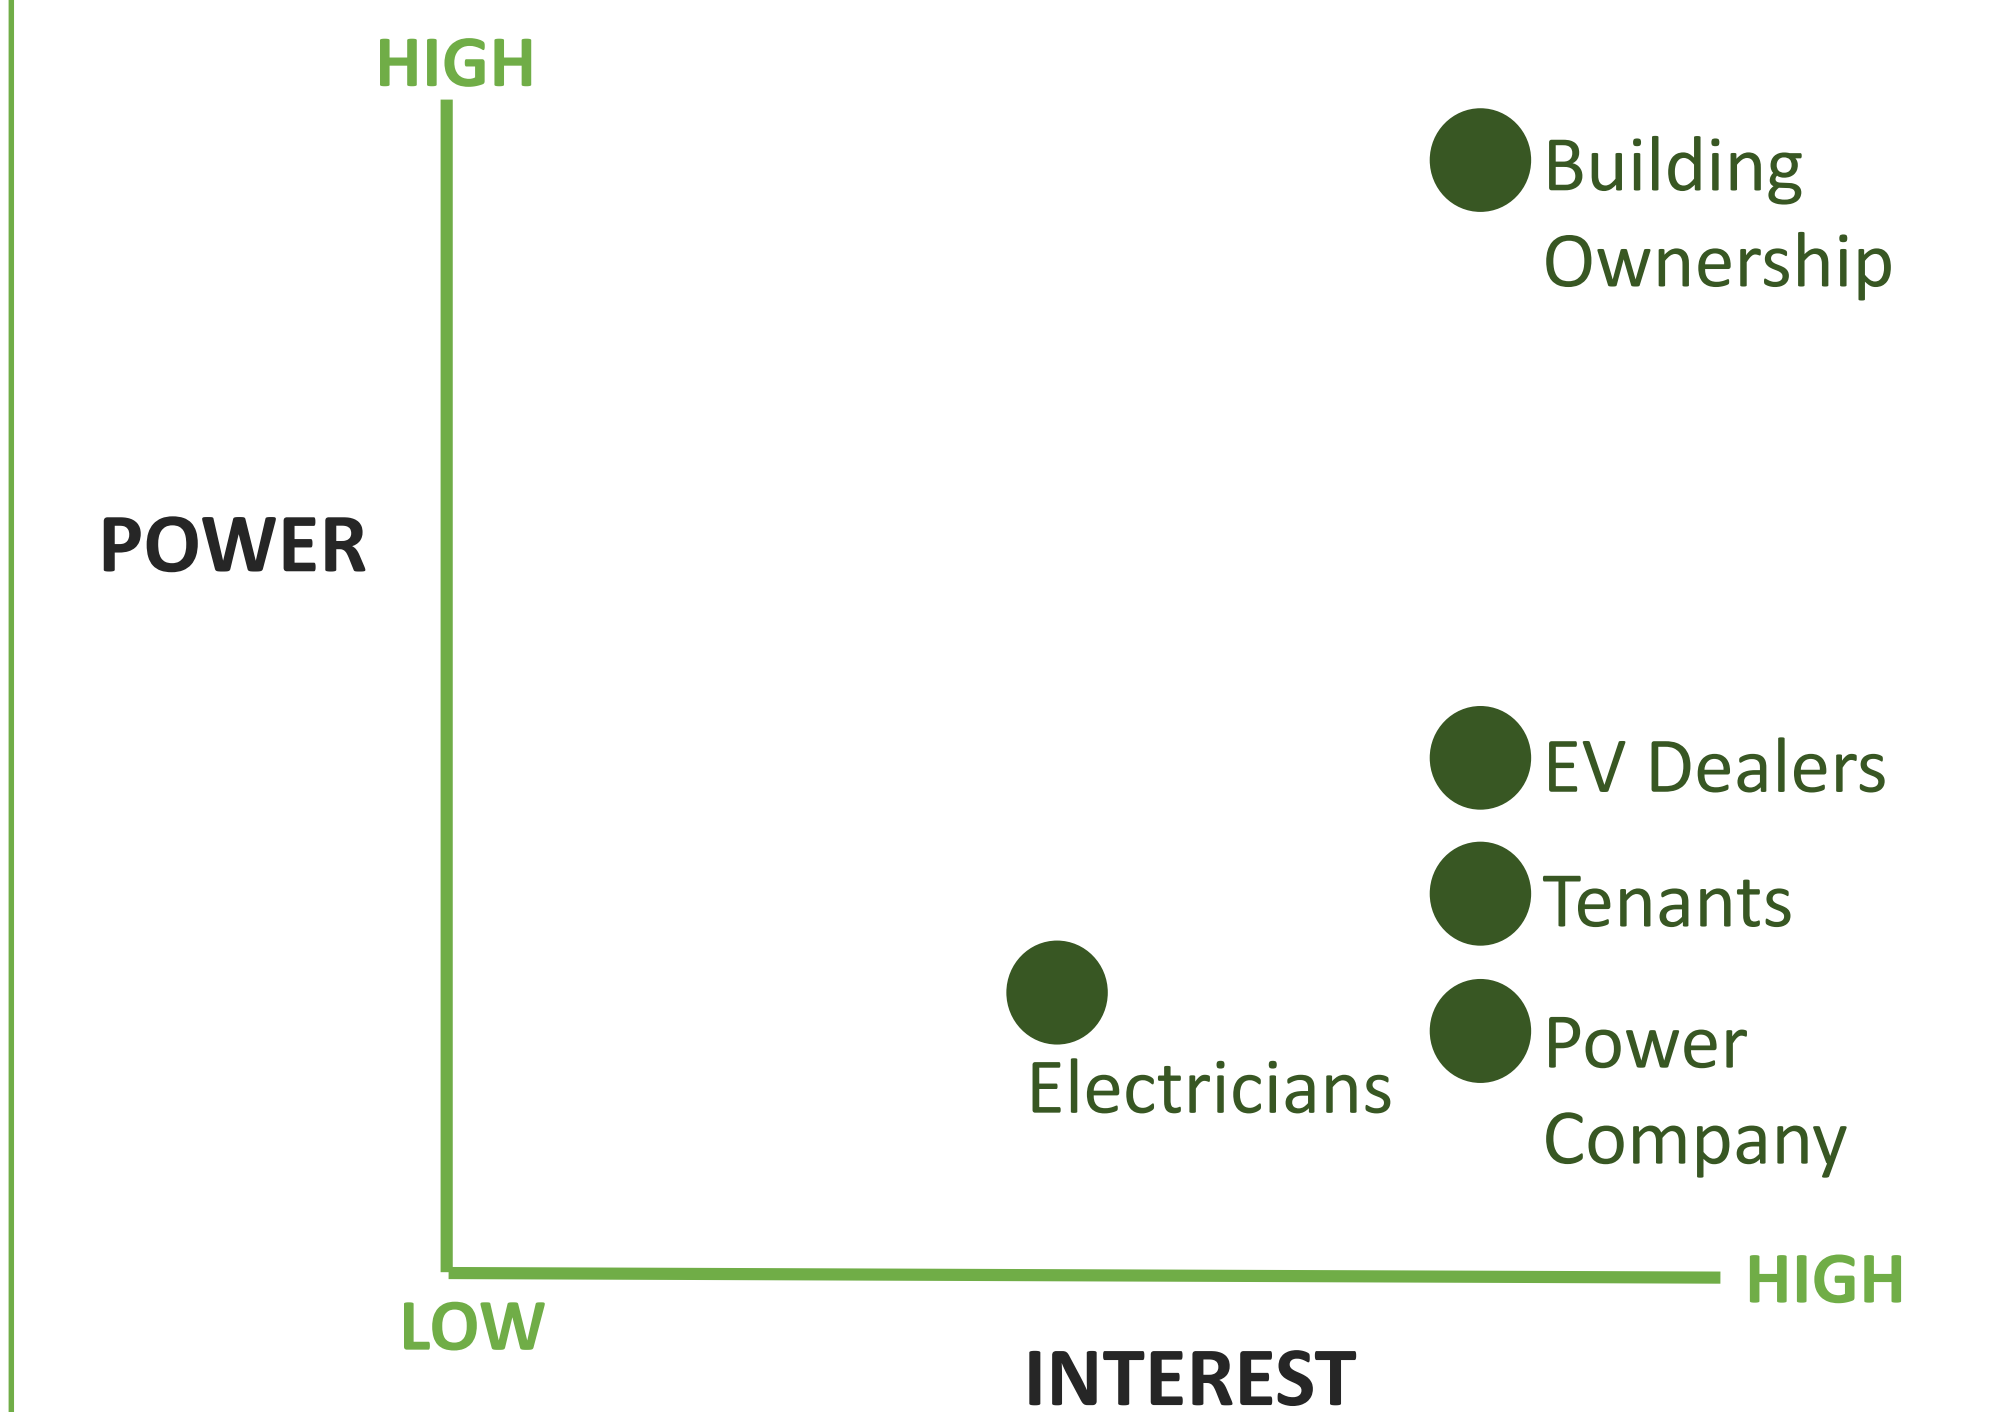 HIGH
Building
Ownership
POWER
EV Dealers
Tenants
Power
Electricians
Company
HIGH
LOW
INTEREST